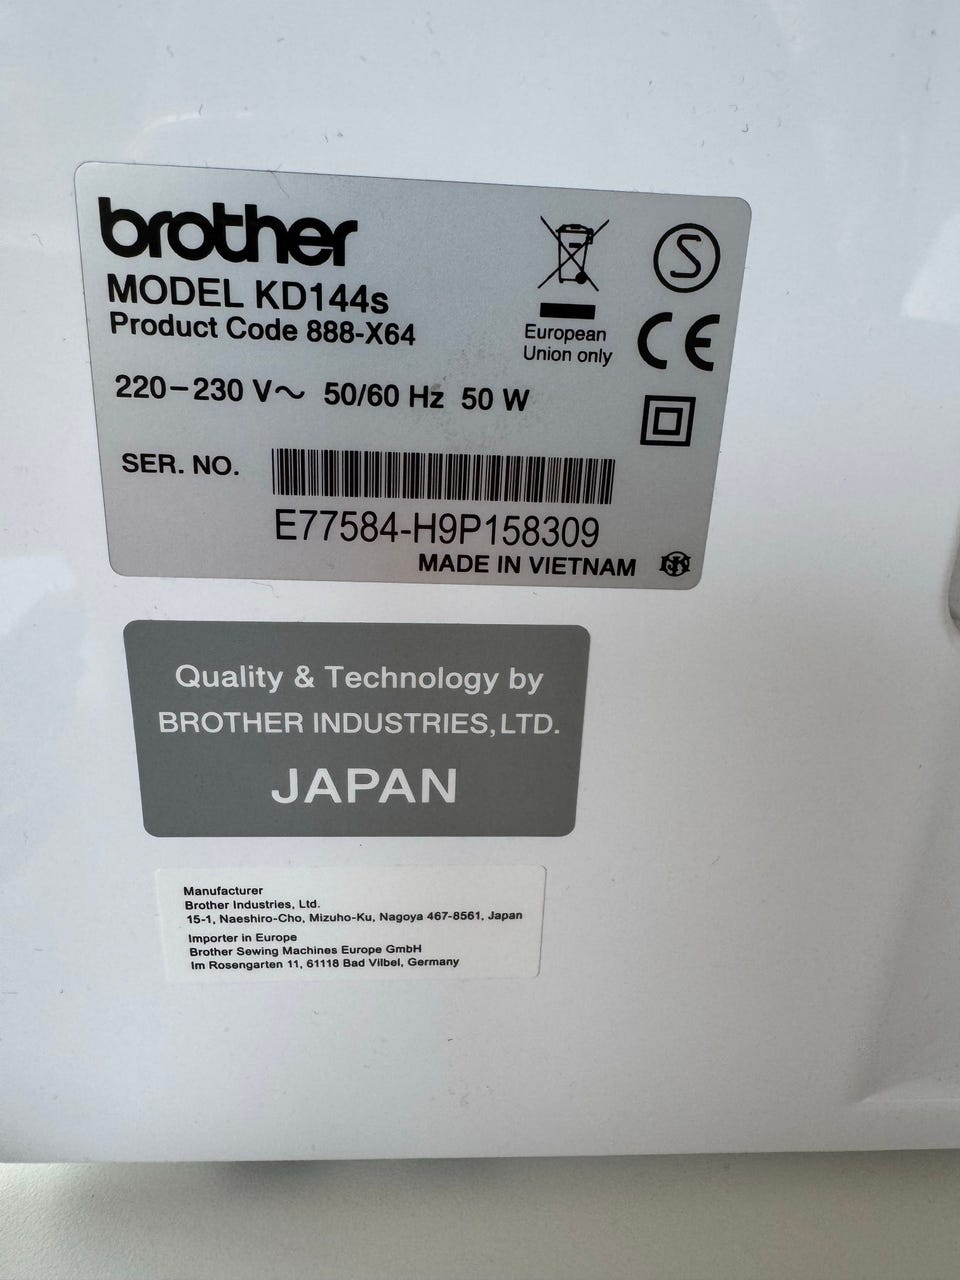 brother
MODEL KD144s
Product Code 888-X64
European
Union only
S
CE
220–230 V～ 50/60 Hz 50 W
SER. NO.
E77584-H9P158309
MADE IN VIETNAM
Quality & Technology by
BROTHER INDUSTRIES,LTD.
JAPAN
Manufacturer
Brother Industries, Ltd.
15-1, Naeshiro-Cho, Mizuho-Ku, Nagoya 467-8561, Japan
Importer in Europe
Brother Sewing Machines Europe GmbH
Im Rosengarten 11, 61118 Bad Vilbel, Germany